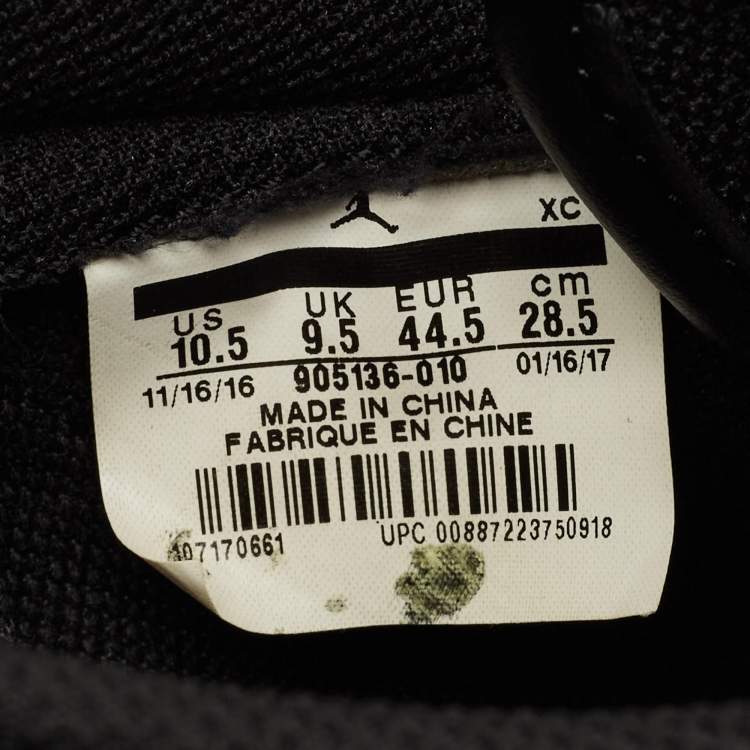 XC
US UK EUR cm
10.5 9.5 44.5 28.5
11/16/16 905136-010 01/16/17
MADE IN CHINA
FABRIQUE EN CHINE
UPC 00887223750918